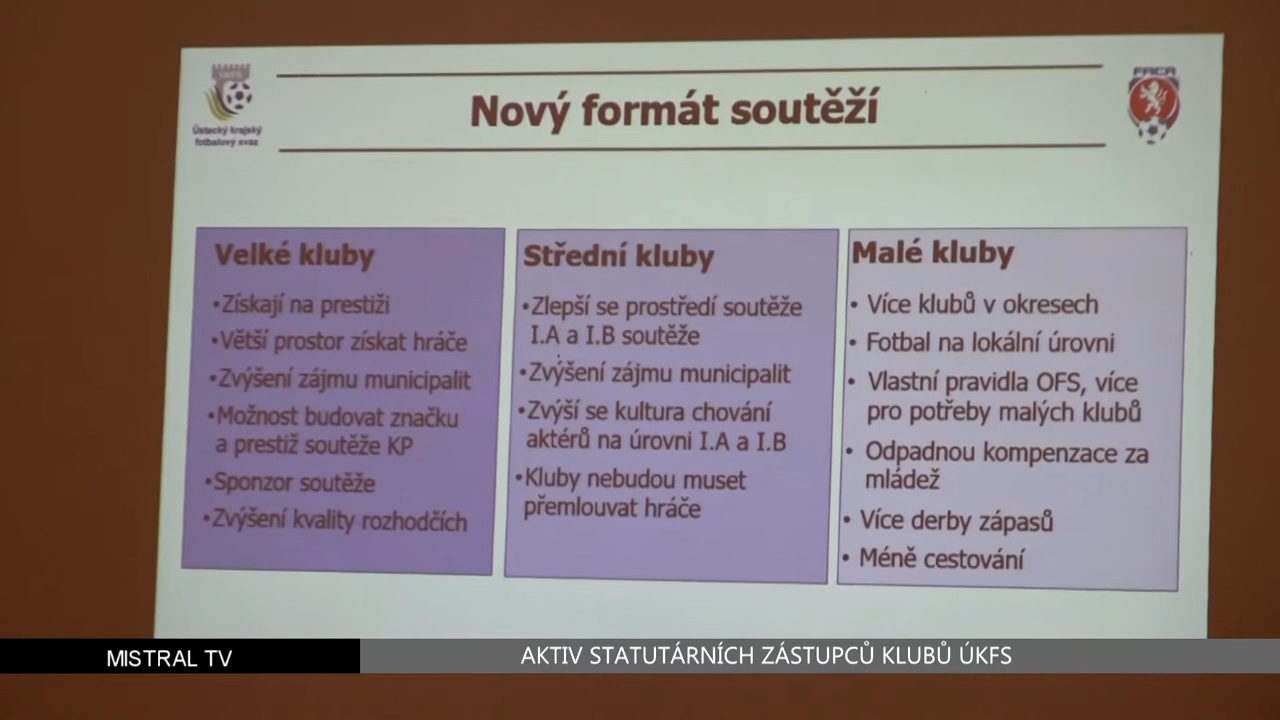 Ústecký krajský
fotbalový svaz
Nový formát soutěží
FAČR
Velké kluby
•Získají na prestiži
•Větší prostor získat hráče
•Zvýšení zájmu municipalit
•Možnost budovat značku
a prestiž soutěže KP
•Sponzor soutěže
•Zvýšení kvality rozhodčích
Střední kluby
•Zlepší se prostředí soutěže
I.A a I.B soutěže
•Zvýšení zájmu municipalit
•Zvýší se kultura chování
aktérů na úrovni I.A a I.B
•Kluby nebudou muset
přemlouvat hráče
Malé kluby
• Více klubů v okresech
• Fotbal na lokální úrovni
• Vlastní pravidla OFS, více
pro potřeby malých klubů
• Odpadnou kompenzace za
mládež
• Více derby zápasů
• Méně cestování
MISTRAL TV
AKTIV STATUTÁRNÍCH ZÁSTUPCŮ KLUBŮ ÚKFS